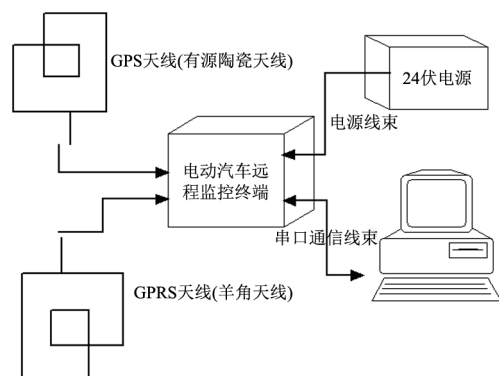 GPS天线(有源陶瓷天线)
24伏电源
电源线束
电动汽车远
程监控终端
串口通信线束
GPRS天线(羊角天线)